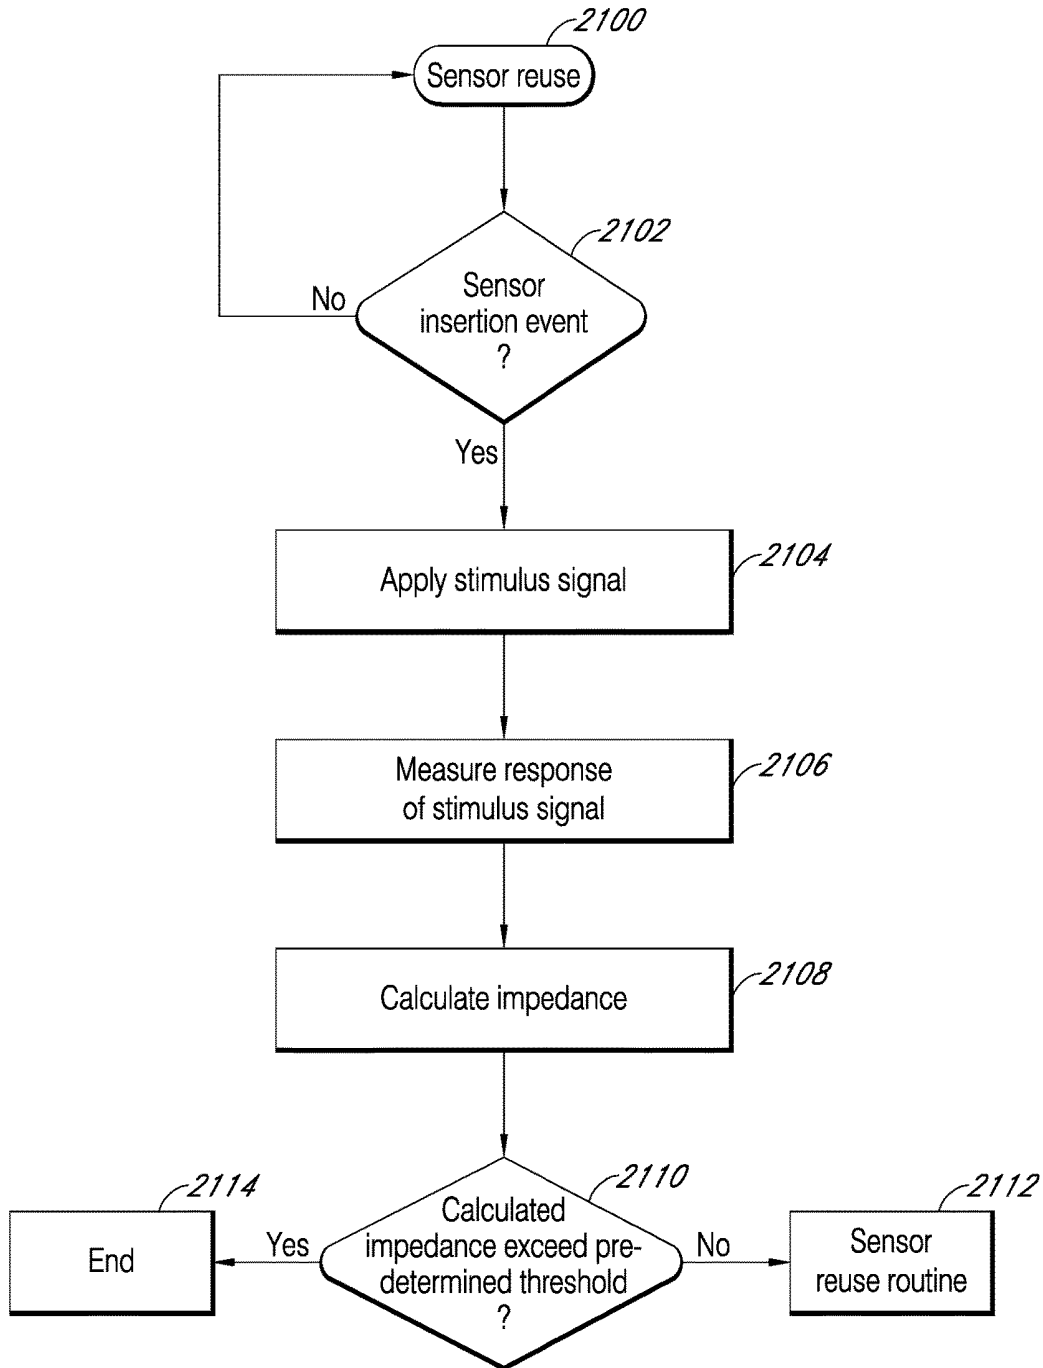 2100
Sensor reuse
2102
Sensor
insertion event
?
No
Yes
2104
Apply stimulus signal
2106
Measure response
of stimulus signal
2108
Calculate impedance
2110
Calculated
impedance exceed pre-
determined threshold
?
Yes
No
2114
End
2112
Sensor
reuse routine